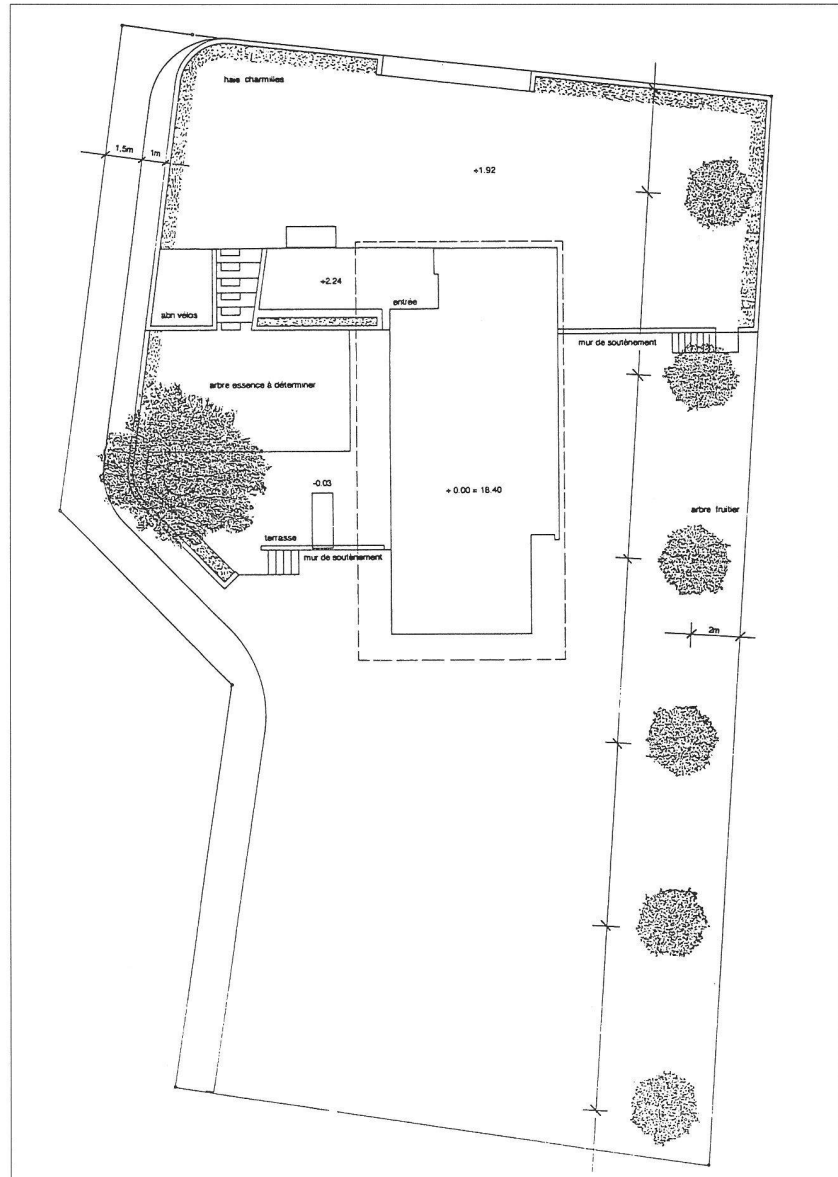 haie charmilles
1,5m
1m
+1.92
+2.24
entrée
abri vélos
mur de soutènement
arbre essence à déterminer
-0.03
± 0.00 = 18.40
arbre fruitier
terrasse
mur de soutènement
2m